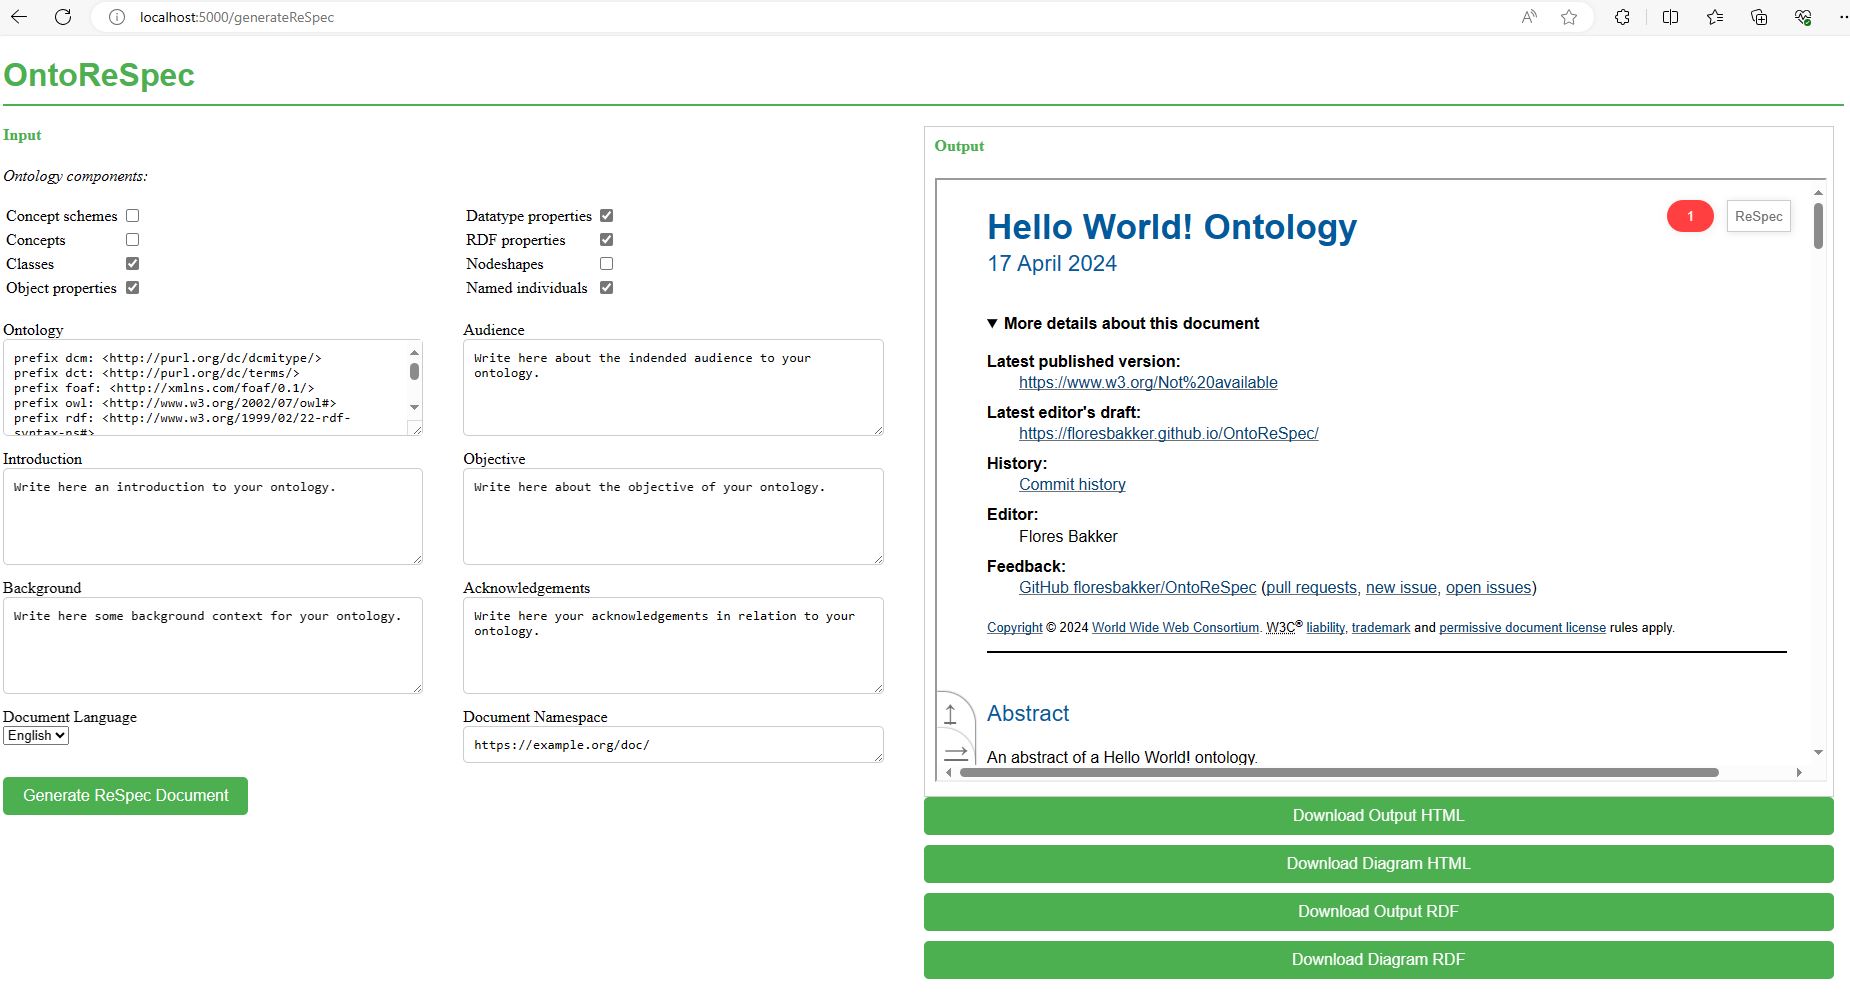 localhost:5000/generateReSpec
OntoReSpec
Input
Ontology components:
Concept schemes
Concepts
Classes
Object properties
Datatype properties
RDF properties
Nodeshapes
Named individuals
Ontology
prefix dcm: <http://purl.org/dc/dcmitype/>
prefix dct: <http://purl.org/dc/terms/>
prefix foaf: <http://xmlns.com/foaf/0.1/>
prefix owl: <http://www.w3.org/2002/07/owl#>
prefix rdf: <http://www.w3.org/1999/02/22-rdf-
syntax-ns#>
Audience
Write here about the indended audience to your
ontology.
Introduction
Write here an introduction to your ontology.
Objective
Write here about the objective of your ontology.
Background
Write here some background context for your ontology.
Acknowledgements
Write here your acknowledgements in relation to your
ontology.
Document Language
English
Document Namespace
https://example.org/doc/
Generate ReSpec Document
Output
1
ReSpec
Hello World! Ontology
17 April 2024
▼ More details about this document
Latest published version:
https://www.w3.org/Not%20available
Latest editor's draft:
https://floresbakker.github.io/OntoReSpec/
History:
Commit history
Editor:
Flores Bakker
Feedback:
GitHub floresbakker/OntoReSpec (pull requests, new issue, open issues)
Copyright © 2024 World Wide Web Consortium. W3C® liability, trademark and permissive document license rules apply.
Abstract
An abstract of a Hello World! ontology.
Download Output HTML
Download Diagram HTML
Download Output RDF
Download Diagram RDF